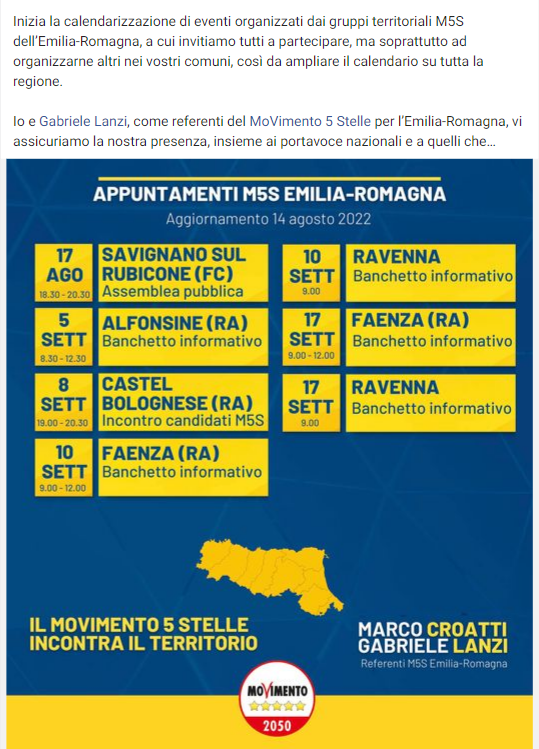 Inizia la calendarizzazione di eventi organizzati dai gruppi territoriali M5S
dell'Emilia-Romagna, a cui invitiamo tutti a partecipare, ma soprattutto ad
organizzarne altri nei vostri comuni, così da ampliare il calendario su tutta la
regione.
Io e Gabriele Lanzi, come referenti del MoVimento 5 Stelle per l'Emilia-Romagna, vi
assicuriamo la nostra presenza, insieme ai portavoce nazionali e a quelli che…
APPUNTAMENTI M5S EMILIA-ROMAGNA
Aggiornamento 14 agosto 2022
17
AGO
18.30 - 20.30
SAVIGNANO SUL
RUBICONE (FC)
Assemblea pubblica
5
SETT
8.30 - 12.30
ALFONSINE (RA)
Banchetto informativo
8
SETT
19.00 - 20.30
CASTEL
BOLOGNESE (RA)
Incontro candidati M5S
10
SETT
9.00 - 12.00
FAENZA (RA)
Banchetto informativo
10
SETT
9.00
RAVENNA
Banchetto informativo
17
SETT
9.00 - 12.00
FAENZA (RA)
Banchetto informativo
17
SETT
9.00
RAVENNA
Banchetto informativo
IL MOVIMENTO 5 STELLE
INCONTRA IL TERRITORIO
MARCO CROATTI
GABRIELE LANZI
Referenti M5S Emilia-Romagna
MOVIMENTO
2050